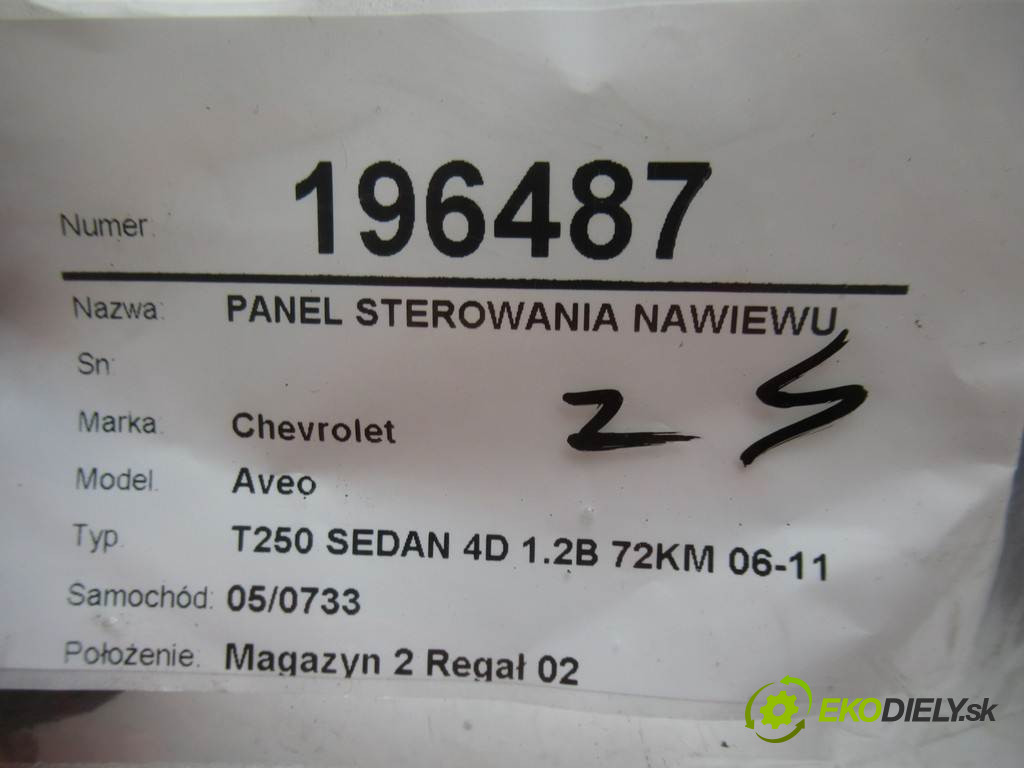 Numer: 196487
Nazwa: PANEL STEROWANIA NAWIEWU
Sn:
25
Marka: Chevrolet
Model: Aveo
Typ: T250 SEDAN 4D 1.2B 72KM 06-11
Samochód: 05/0733
Położenie: Magazyn 2 Regał 02
EKODIELY.sk